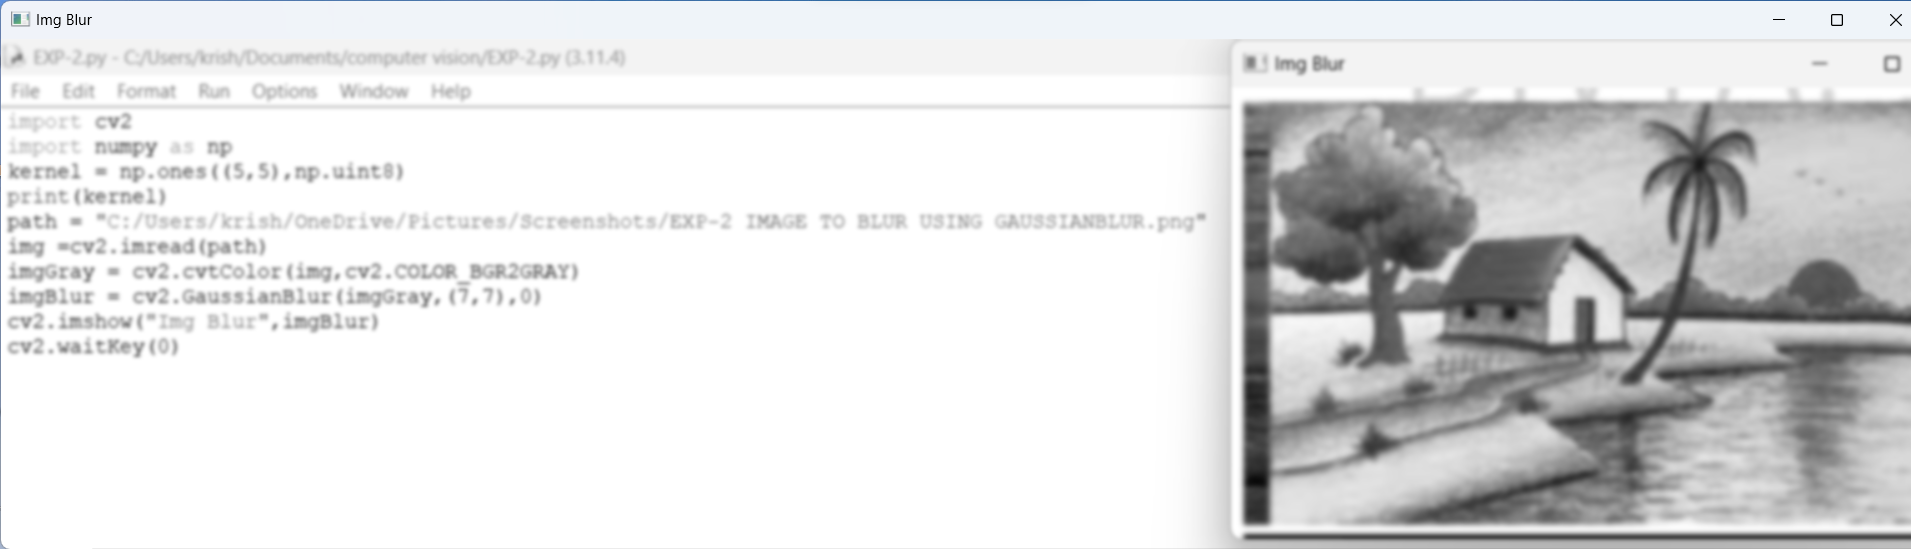 Img Blur
EXP-2.py - C:/Users/krish/Documents/computer vision/EXP-2.py (3.11.4)
File Edit Format Run Options Window Help
import cv2
import numpy as np
kernel = np.ones((5,5),np.uint8)
print(kernel)
path = "C:/Users/krish/OneDrive/Pictures/Screenshots/EXP-2 IMAGE TO BLUR USING GAUSSIANBLUR.png"
img =cv2.imread(path)
imgGray = cv2.cvtColor(img,cv2.COLOR_BGR2GRAY)
imgBlur = cv2.GaussianBlur(imgGray,(7,7),0)
cv2.imshow("Img Blur",imgBlur)
cv2.waitKey(0)
Img Blur